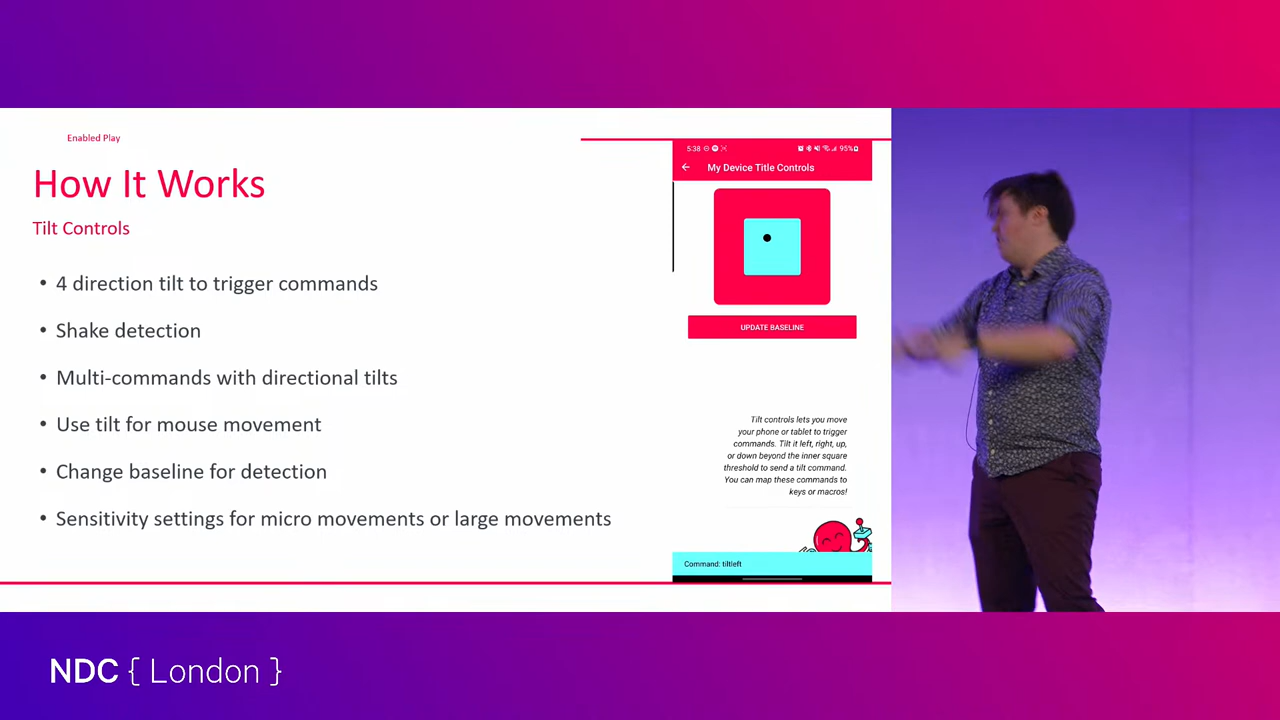 Enabled Play
How It Works
Tilt Controls
• 4 direction tilt to trigger commands
• Shake detection
• Multi-commands with directional tilts
• Use tilt for mouse movement
• Change baseline for detection
• Sensitivity settings for micro movements or large movements
5:38 95%
My Device Title Controls
UPDATE BASELINE
Tilt controls lets you move
your phone or tablet to trigger
commands. Tilt it left, right, up,
or down beyond the inner square
threshold to send a tilt command.
You can map these commands to
keys or macros!
Command: tiltleft
NDC { London }